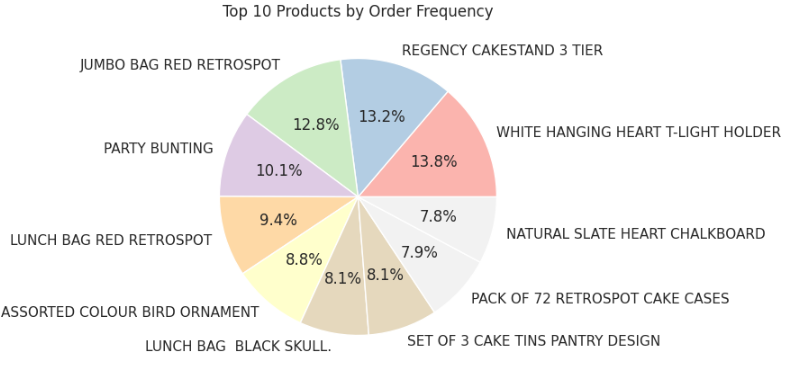 Top 10 Products by Order Frequency
REGENCY CAKESTAND 3 TIER
JUMBO BAG RED RETROSPOT
13.2%
12.8%
WHITE HANGING HEART T-LIGHT HOLDER
PARTY BUNTING
13.8%
10.1%
7.8%
9.4%
NATURAL SLATE HEART CHALKBOARD
LUNCH BAG RED RETROSPOT
7.9%
8.8%
8.1%
8.1%
PACK OF 72 RETROSPOT CAKE CASES
ASSORTED COLOUR BIRD ORNAMENT
SET OF 3 CAKE TINS PANTRY DESIGN
LUNCH BAG  BLACK SKULL.